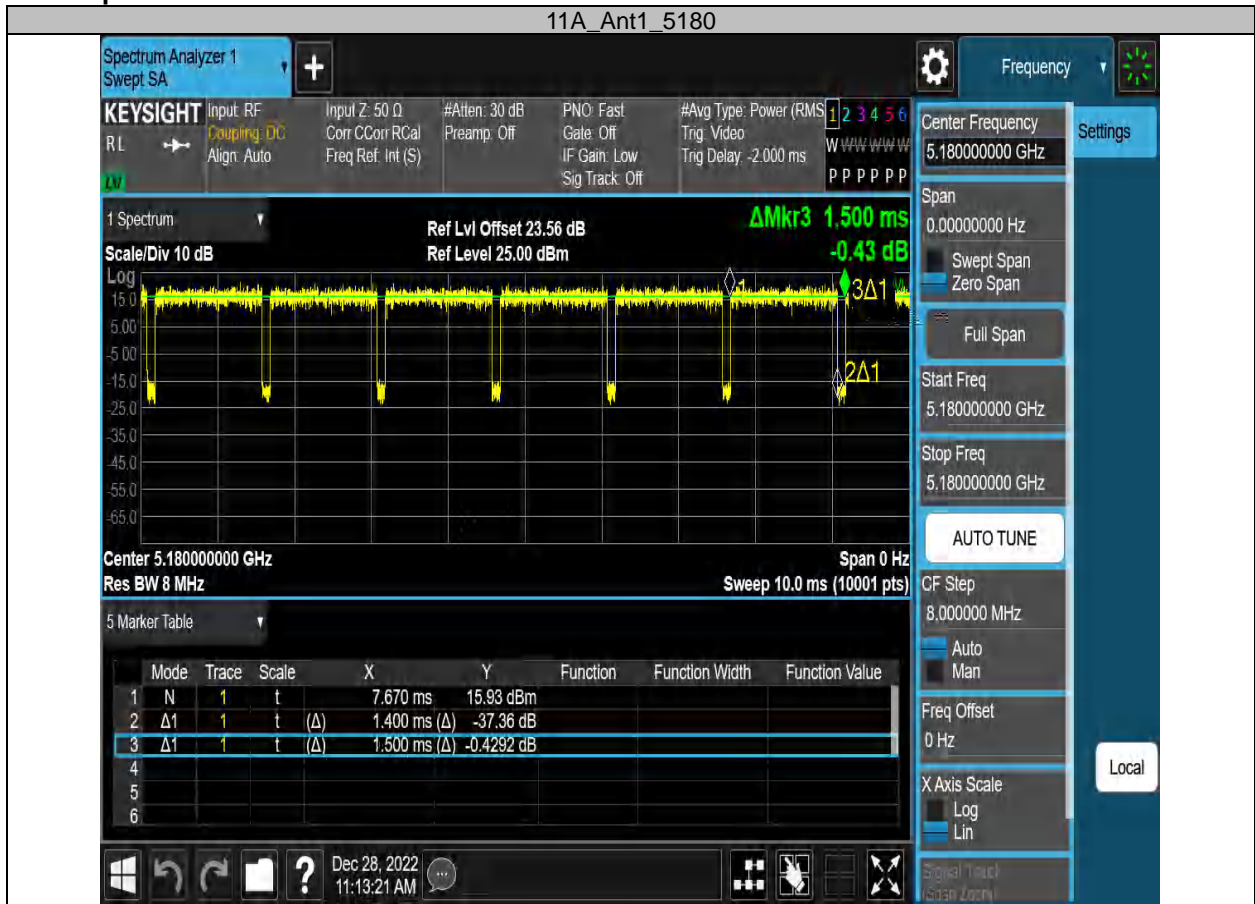 11A_Ant1_5180
Spectrum Analyzer 1
Swept SA
+
Frequency
KEYSIGHT
RL
Input: RF
Coupling: DC
Align: Auto
Input Z: 50 Ω
Corr CCorr RCal
Freq Ref: Int (S)
#Atten: 30 dB
Preamp: Off
PNO: Fast
Gate: Off
IF Gain: Low
Sig Track: Off
#Avg Type: Power (RMS
Trig: Video
Trig Delay: -2.000 ms
1 2 3 4 5 6
W W W W W W
P P P P P P
1 Spectrum
Scale/Div 10 dB
Ref Lvl Offset 23.56 dB
Ref Level 25.00 dBm
ΔMkr3 1.500 ms
-0.43 dB
Log
15.0
5.00
-5.00
-15.0
-25.0
-35.0
-45.0
-55.0
-65.0
1
3Δ1
2Δ1
Center 5.180000000 GHz
Res BW 8 MHz
Span 0 Hz
Sweep 10.0 ms (10001 pts)
5 Marker Table
Mode Trace Scale X Y Function Function Width Function Value
1 N 1 t 7.670 ms 15.93 dBm
2 Δ1 1 t (Δ) 1.400 ms (Δ) -37.36 dB
3 Δ1 1 t (Δ) 1.500 ms (Δ) -0.4292 dB
4
5
6
Dec 28, 2022
11:13:21 AM
Center Frequency
5.180000000 GHz
Settings
Span
0.00000000 Hz
Swept Span
Zero Span
Full Span
Start Freq
5.180000000 GHz
Stop Freq
5.180000000 GHz
AUTO TUNE
CF Step
8.000000 MHz
Auto
Man
Freq Offset
0 Hz
X Axis Scale
Log
Lin
Local
Signal Track
(Span Zoom)